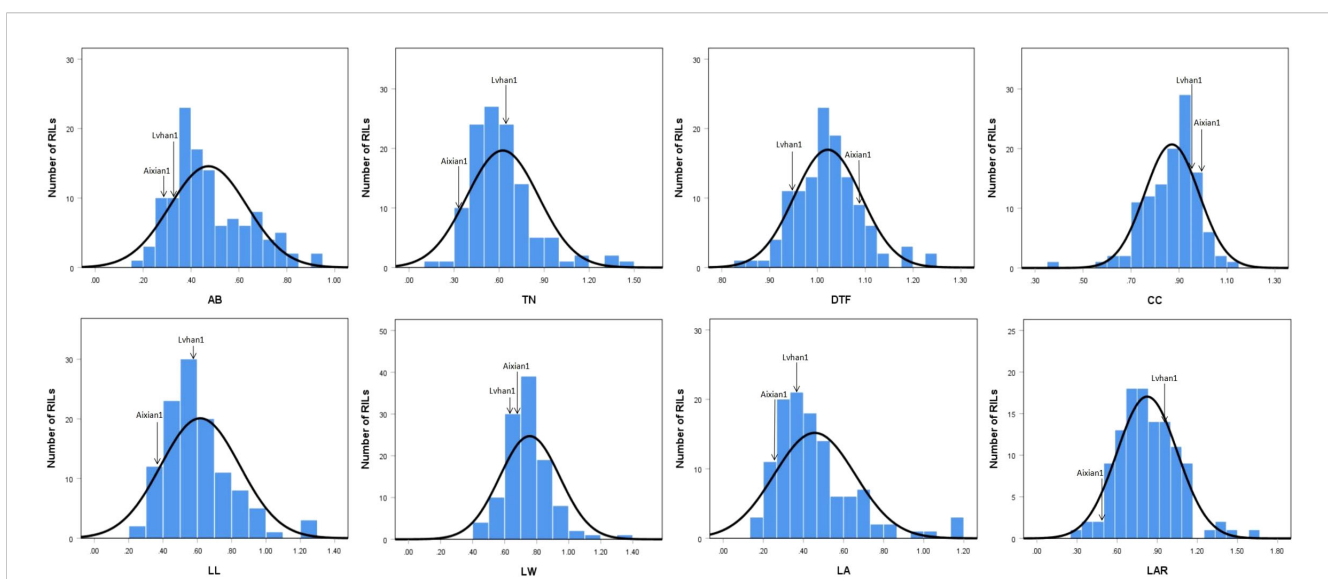 30
20
10
0
Number of RILs
Lvhan1
Aixian1
.00 .20 .40 .60 .80 1.00
AB
30
20
10
0
Number of RILs
Lvhan1
Aixian1
.00 .30 .60 .90 1.20 1.50
TN
30
20
10
0
Number of RILs
Lvhan1
Aixian1
.80 .90 1.00 1.10 1.20 1.30
DTF
30
20
10
0
Number of RILs
Lvhan1
Aixian1
.30 .50 .70 .90 1.10 1.30
CC
30
20
10
0
Number of RILs
Lvhan1
Aixian1
.00 .20 .40 .60 .80 1.00 1.20 1.40
LL
50
40
30
20
10
0
Number of RILs
Aixian1
Lvhan1
.00 .20 .40 .60 .80 1.00 1.20 1.40
LW
30
20
10
0
Number of RILs
Lvhan1
Aixian1
.00 .20 .40 .60 .80 1.00 1.20
LA
25
20
15
10
5
0
Number of RILs
Lvhan1
Aixian1
.00 .30 .60 .90 1.20 1.50 1.80
LAR